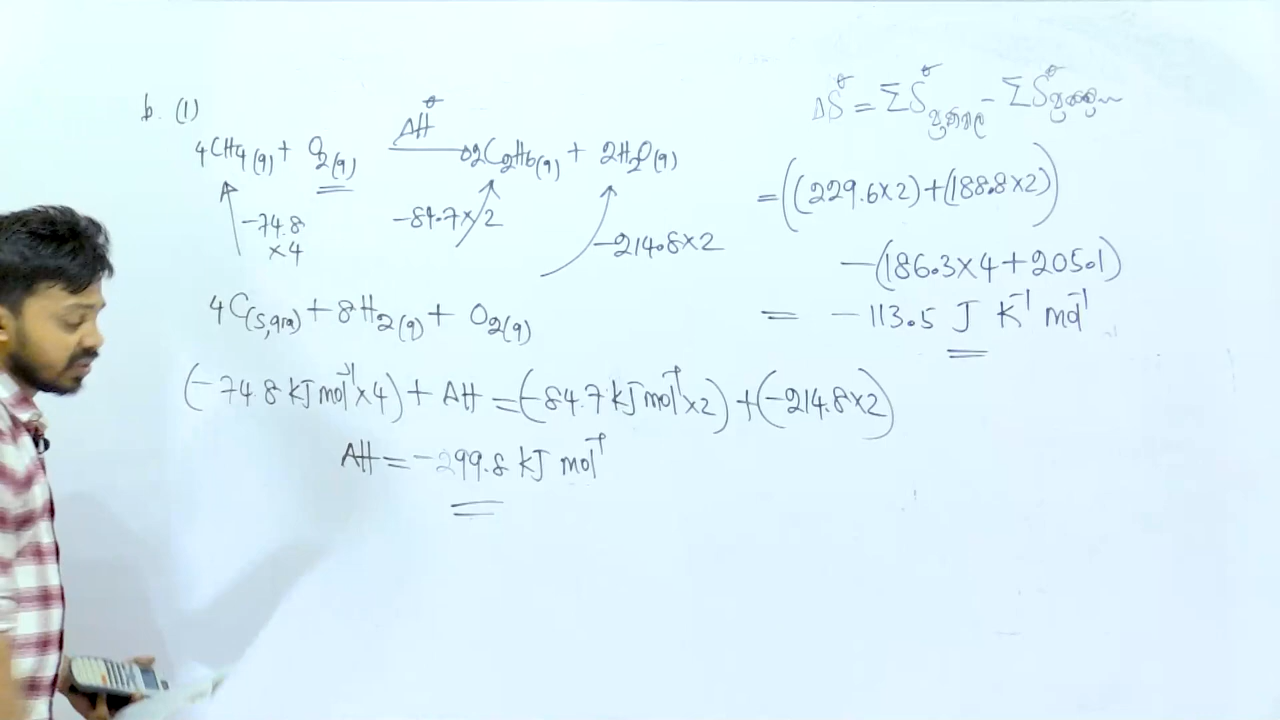 b. (1)
4CH4(g) + O2(g) ΔH° 2C2H6(g) + 2H2O(g)
-74.8 ×4
-84.7×2
-214.8×2
4C(s,gra) + 8H2(g) + O2(g)
(-74.8 kJ mol⁻¹ ×4) + ΔH = (-84.7 kJ mol⁻¹ ×2) + (-214.8×2)
ΔH = -299.8 kJ mol⁻¹
ΔS° = ΣS° - ΣS°
= ((229.6×2)+(188.8×2))
-(186.3×4+205.1)
= -113.5 J K⁻¹ mol⁻¹